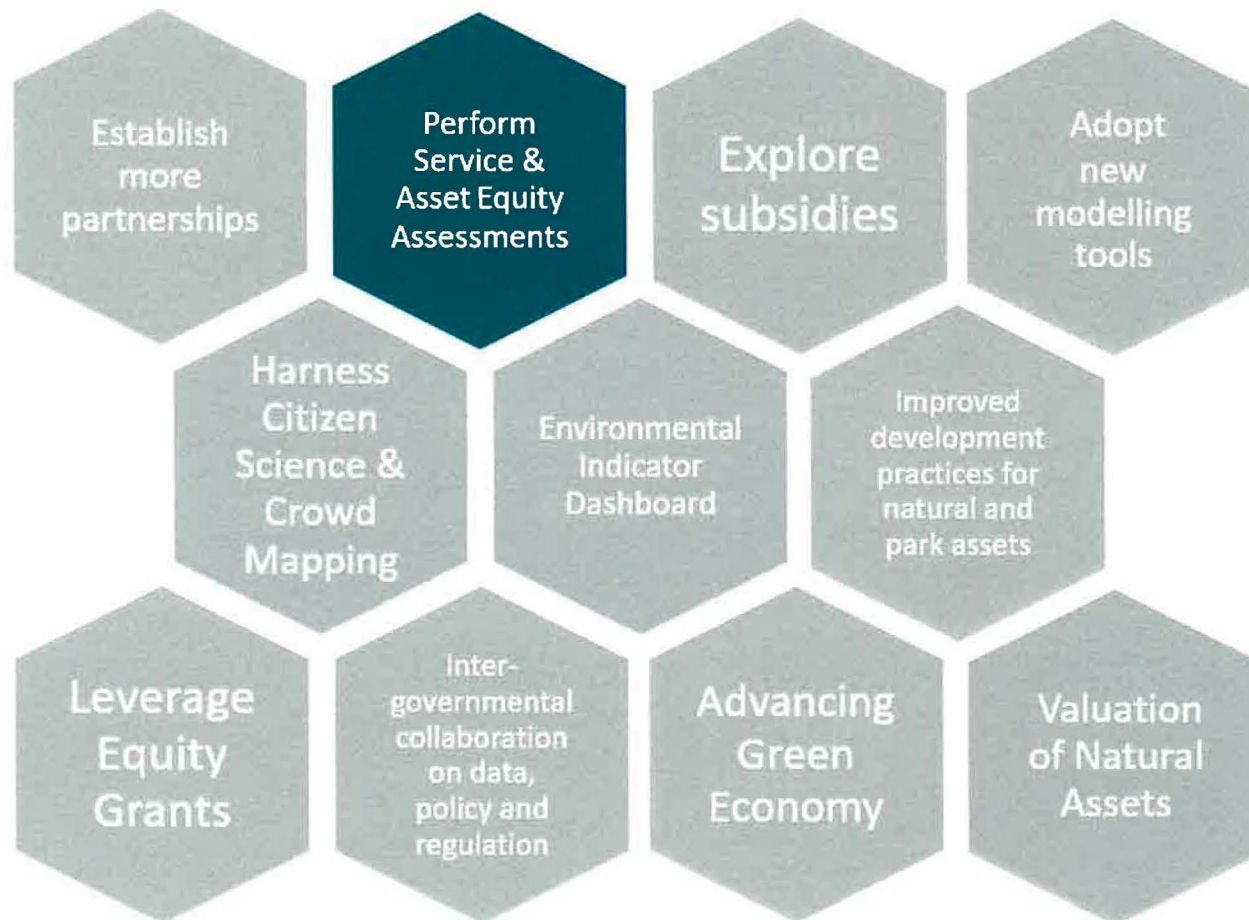 Establish
more
partnerships
Perform
Service &
Asset Equity
Assessments
Explore
subsidies
Adopt
new
modelling
tools
Harness
Citizen
Science &
Crowd
Mapping
Environmental
Indicator
Dashboard
Improved
development
practices for
natural and
park assets
Leverage
Equity
Grants
Inter-
governmental
collaboration
on data,
policy and
regulation
Advancing
Green
Economy
Valuation
of Natural
Assets